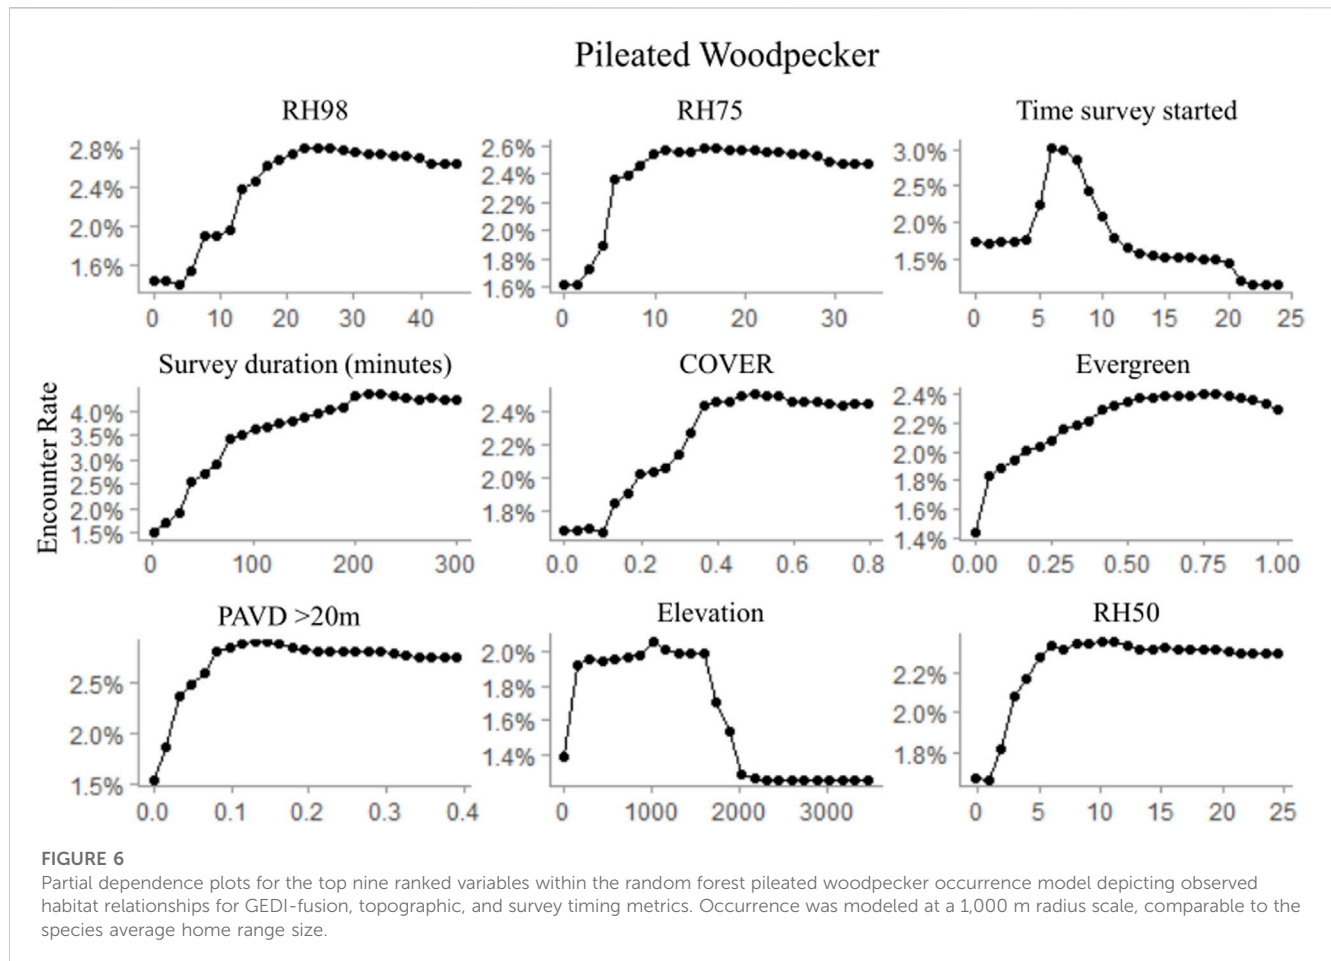 Pileated Woodpecker
RH98
RH75
Time survey started
2.8%
2.4%
2.0%
1.6%
0 10 20 30 40
2.6%
2.4%
2.2%
2.0%
1.8%
1.6%
0 10 20 30
3.0%
2.5%
2.0%
1.5%
0 5 10 15 20 25
Encounter Rate
Survey duration (minutes)
COVER
Evergreen
4.0%
3.5%
3.0%
2.5%
2.0%
1.5%
0 100 200 300
2.4%
2.2%
2.0%
1.8%
0.0 0.2 0.4 0.6 0.8
2.4%
2.2%
2.0%
1.8%
1.6%
1.4%
0.00 0.25 0.50 0.75 1.00
PAVD >20m
Elevation
RH50
2.5%
2.0%
1.5%
0.0 0.1 0.2 0.3 0.4
2.0%
1.8%
1.6%
1.4%
0 1000 2000 3000
2.2%
2.0%
1.8%
0 5 10 15 20 25
FIGURE 6
Partial dependence plots for the top nine ranked variables within the random forest pileated woodpecker occurrence model depicting observed
habitat relationships for GEDI-fusion, topographic, and survey timing metrics. Occurrence was modeled at a 1,000 m radius scale, comparable to the
species average home range size.